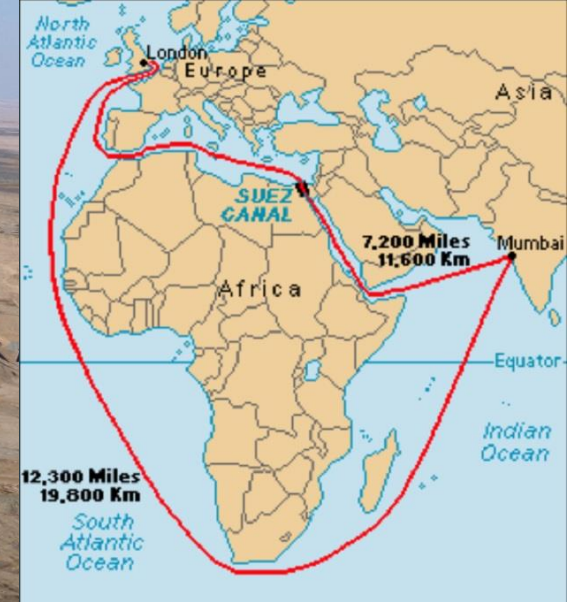 North
Atlantic
Ocean
London
Europe
Asia
SUEZ
CANAL
7,200 Miles
11,600 Km
Mumbai
Africa
Equator
Indian
Ocean
12,300 Miles
19,800 Km
South
Atlantic
Ocean